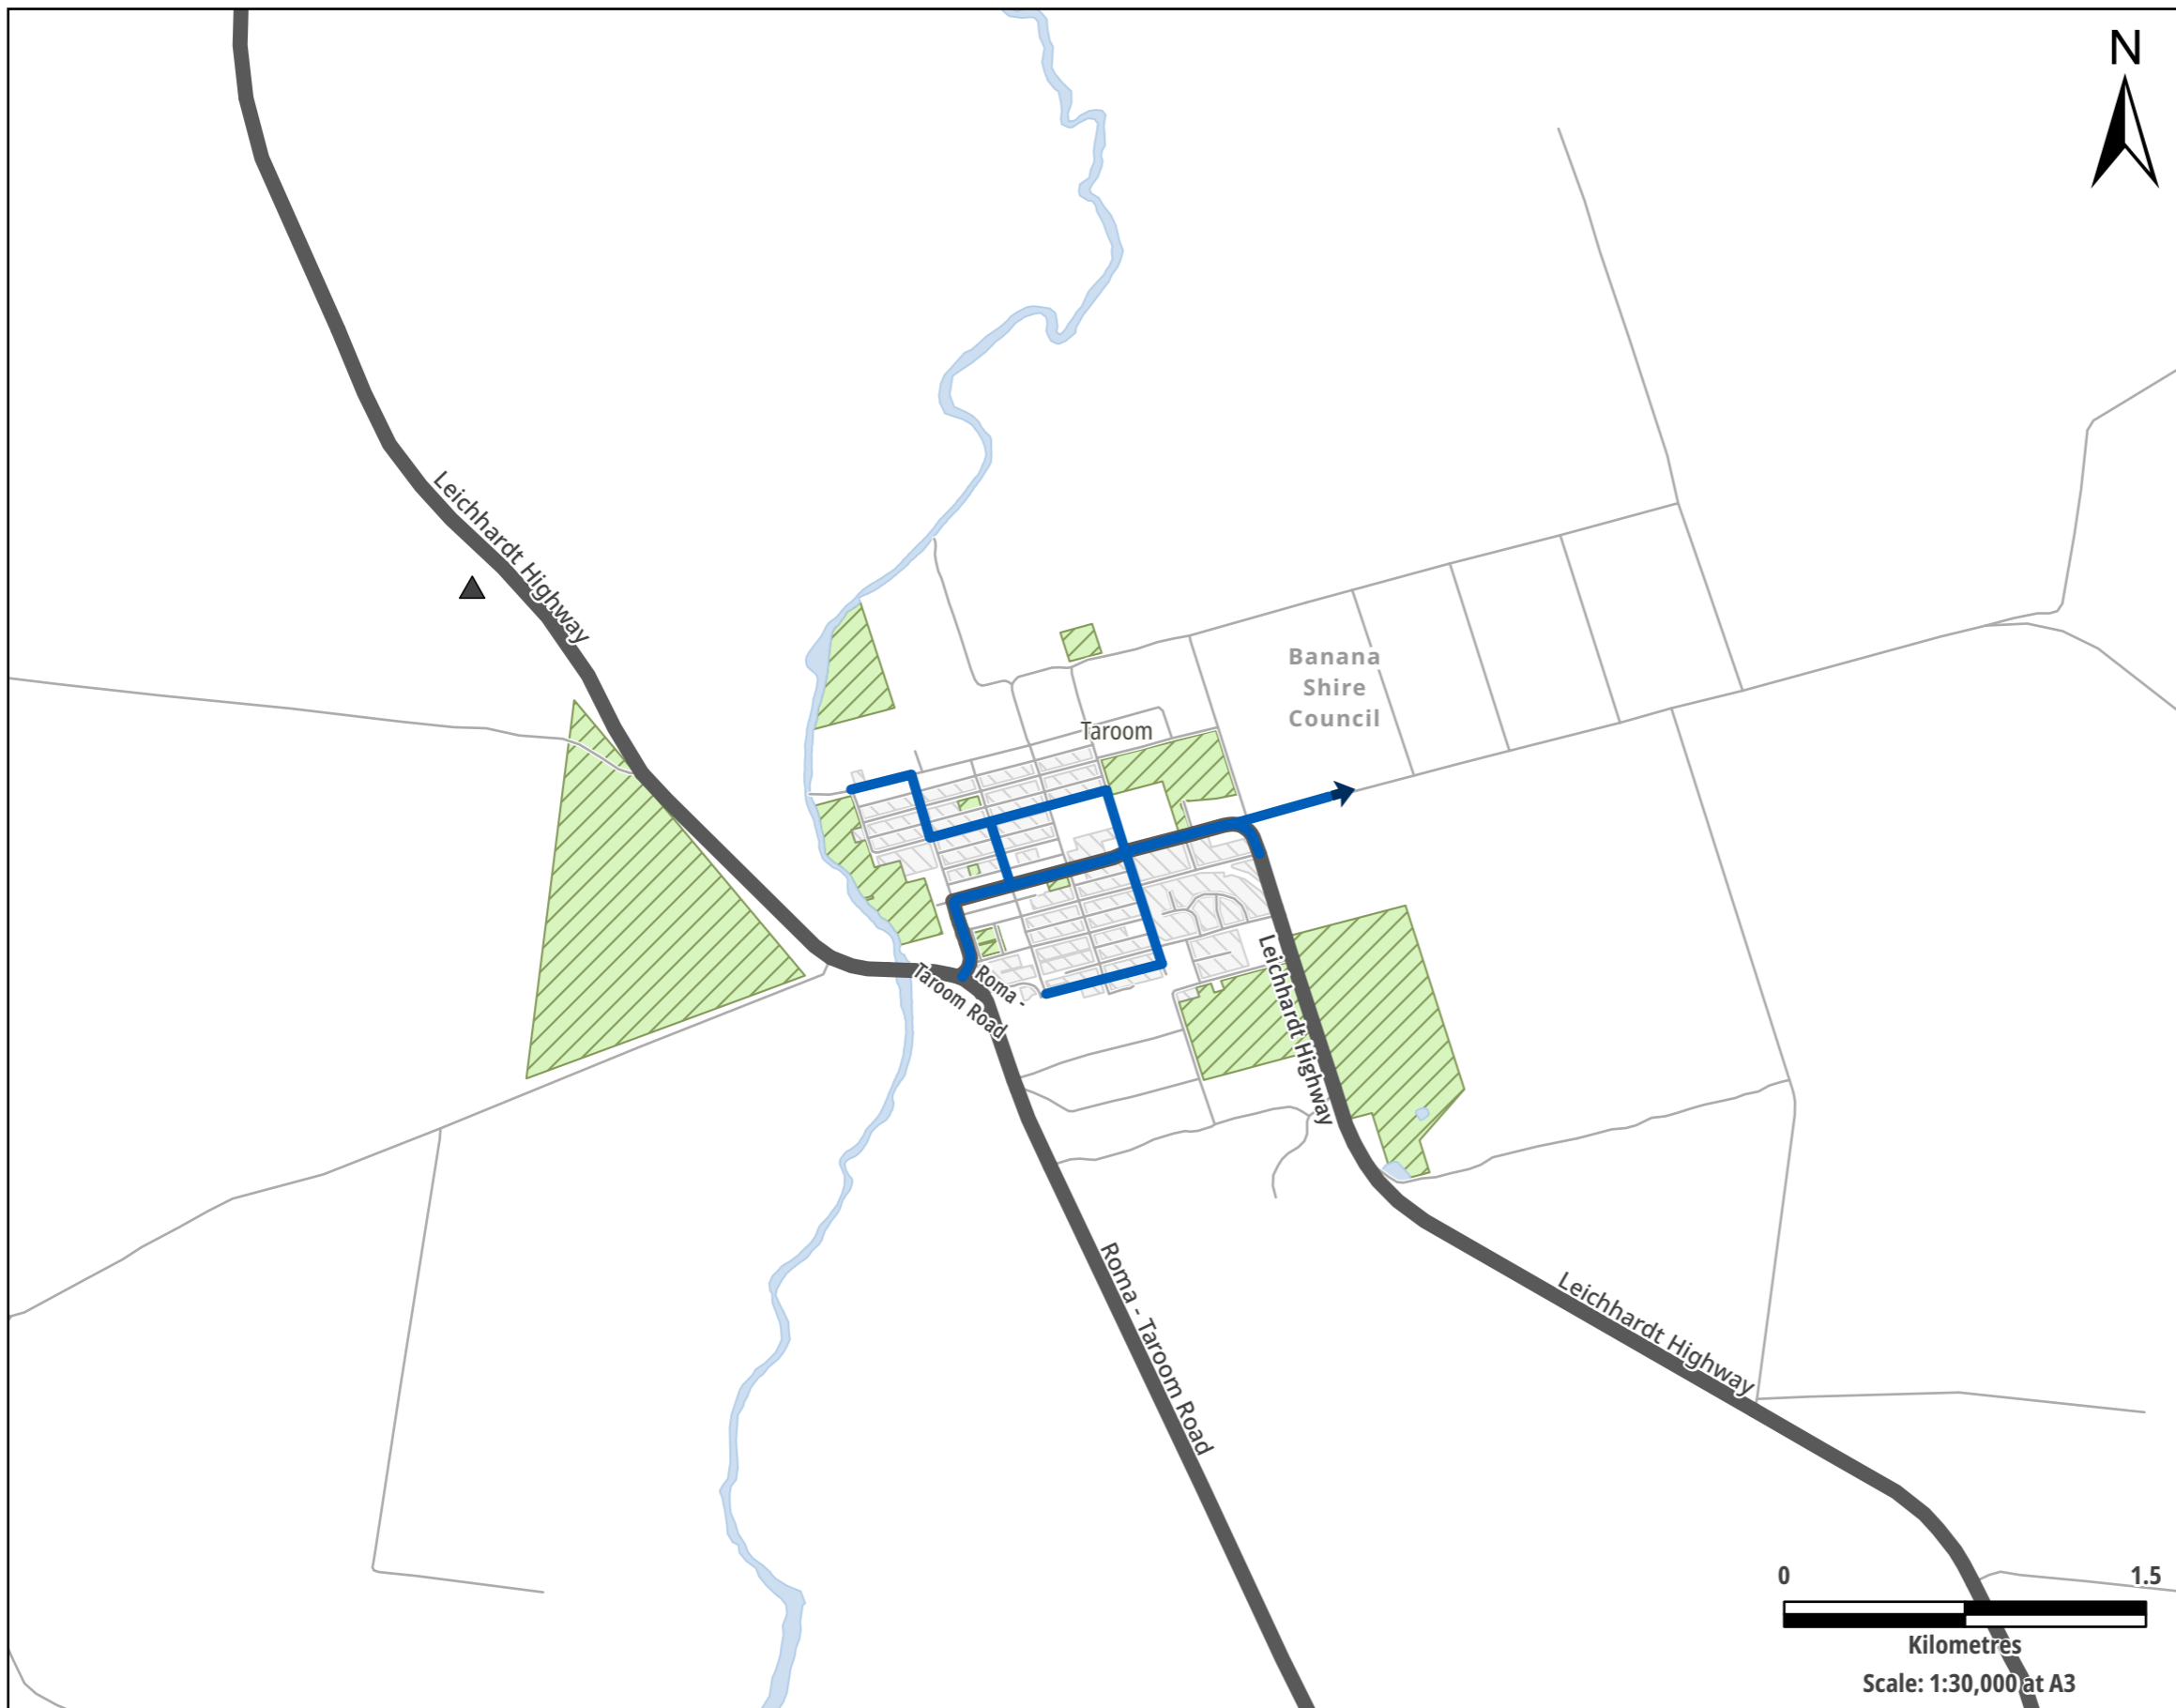 N
Leichhardt Highway
Banana
Shire
Council
Taroom
Roma -
Taroom Road
Leichhardt Highway
Roma - Taroom Road
Leichhardt Highway
0 1.5
Kilometres
Scale: 1:30,000 at A3